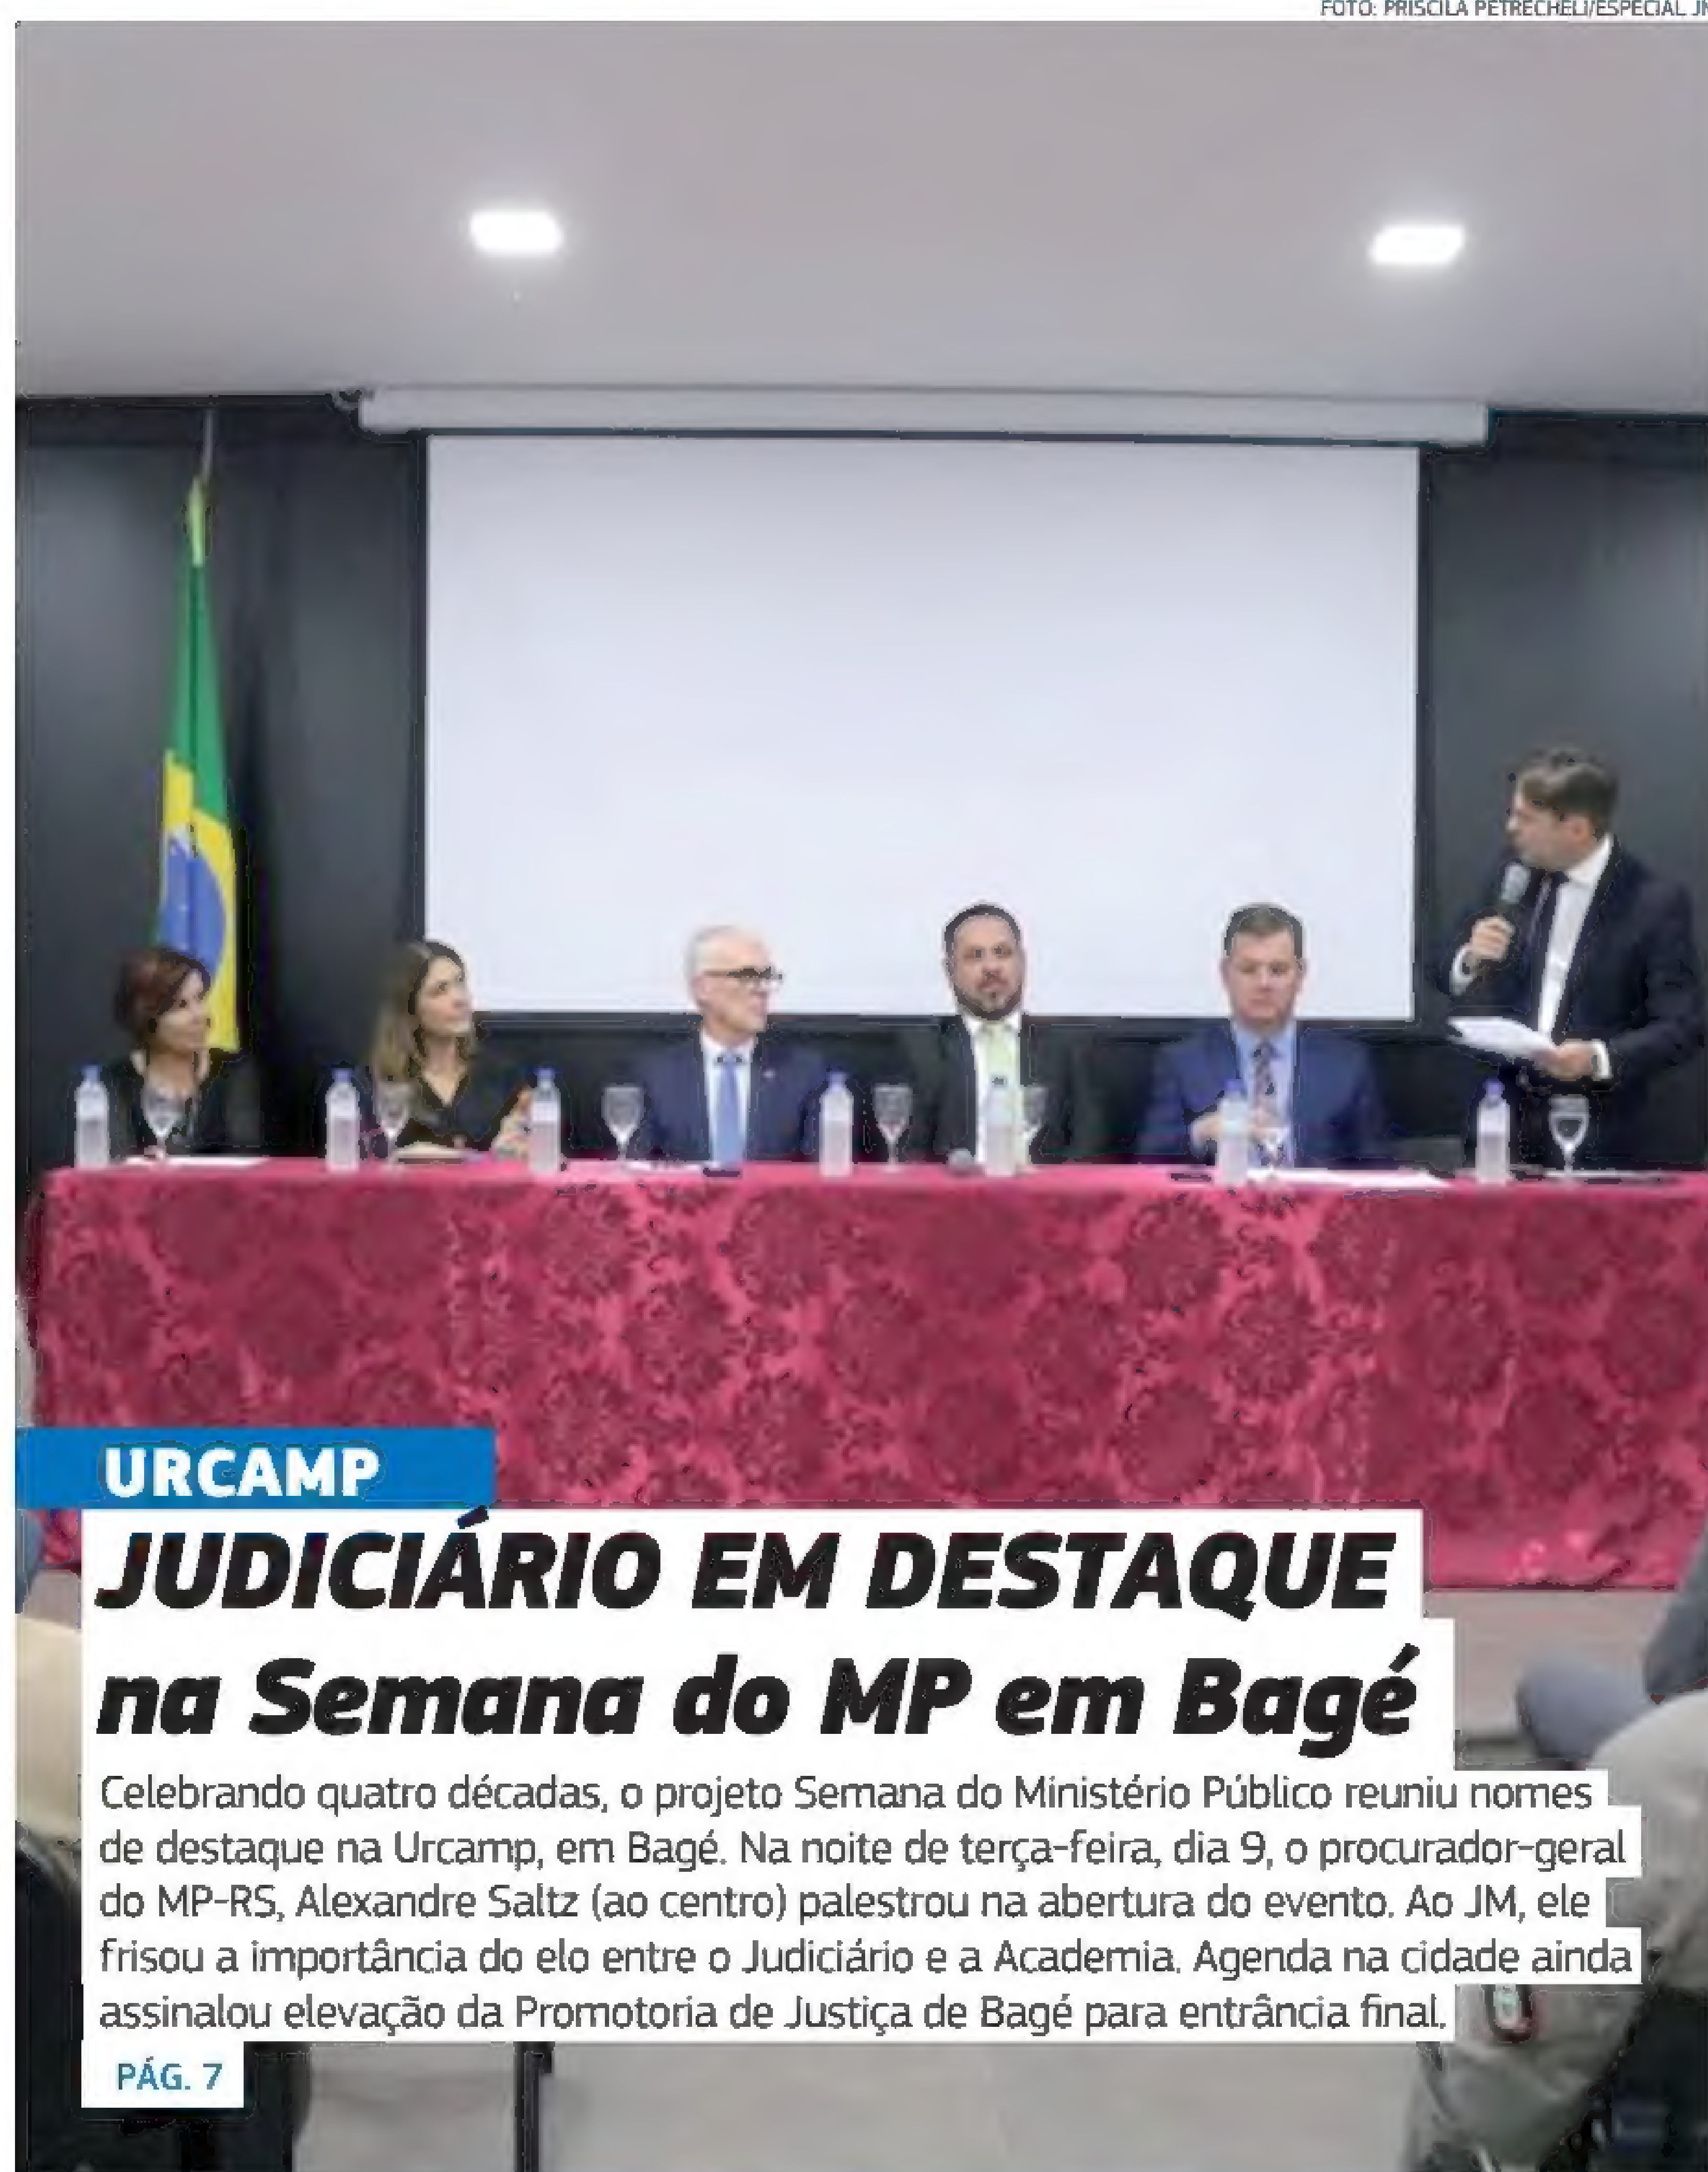 FOTO: PRISCILA PETRECHELI/ESPECIAL JM
URCAMP
JUDICIÁRIO EM DESTAQUE
na Semana do MP em Bagé
Celebrando quatro décadas, o projeto Semana do Ministério Público reuniu nomes
de destaque na Urcamp, em Bagé. Na noite de terça-feira, dia 9, o procurador-geral
do MP-RS, Alexandre Saltz (ao centro) palestrou na abertura do evento. Ao JM, ele
frisou a importância do elo entre o Judiciário e a Academia. Agenda na cidade ainda
assinalou elevação da Promotoria de Justiça de Bagé para entrância final.
PÁG. 7